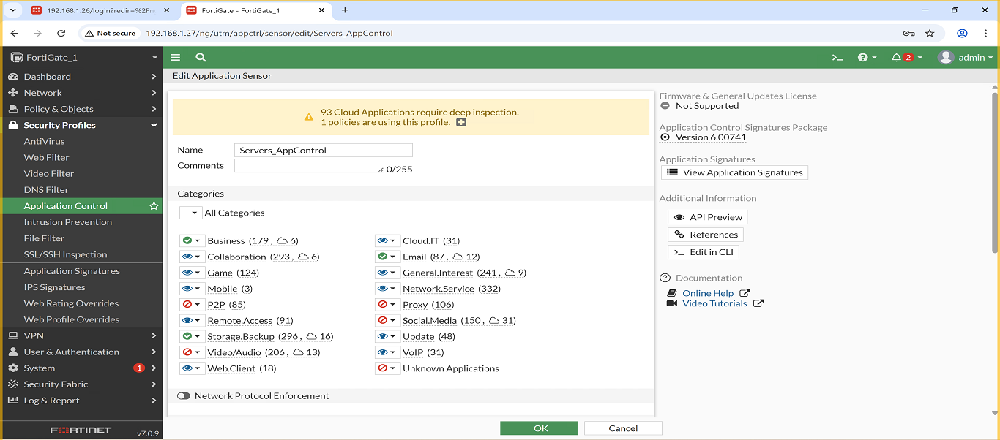 192.168.1.26/login?redir=%2Fn
FortiGate - FortiGate_1
Not secure
192.168.1.27/ng/utm/appctrl/sensor/edit/Servers_AppControl
FortiGate_1
2
admin
Dashboard
Network
Policy & Objects
Security Profiles
AntiVirus
Web Filter
Video Filter
DNS Filter
Application Control
Intrusion Prevention
File Filter
SSL/SSH Inspection
Application Signatures
IPS Signatures
Web Rating Overrides
Web Profile Overrides
VPN
User & Authentication
System 1
Security Fabric
Log & Report
FORTINET
v7.0.9
Edit Application Sensor
93 Cloud Applications require deep inspection.
1 policies are using this profile.
Name Servers_AppControl
Comments 0/255
Categories
All Categories
Business (179, 6) Cloud.IT (31)
Collaboration (293, 6) Email (87, 12)
Game (124) General.Interest (241, 9)
Mobile (3) Network.Service (332)
P2P (85) Proxy (106)
Remote.Access (91) Social.Media (150, 31)
Storage.Backup (296, 16) Update (48)
Video/Audio (206, 13) VoIP (31)
Web.Client (18) Unknown Applications
Network Protocol Enforcement
OK Cancel
Firmware & General Updates License
Not Supported
Application Control Signatures Package
Version 6.00741
Application Signatures
View Application Signatures
Additional Information
API Preview
References
>_ Edit in CLI
Documentation
Online Help
Video Tutorials